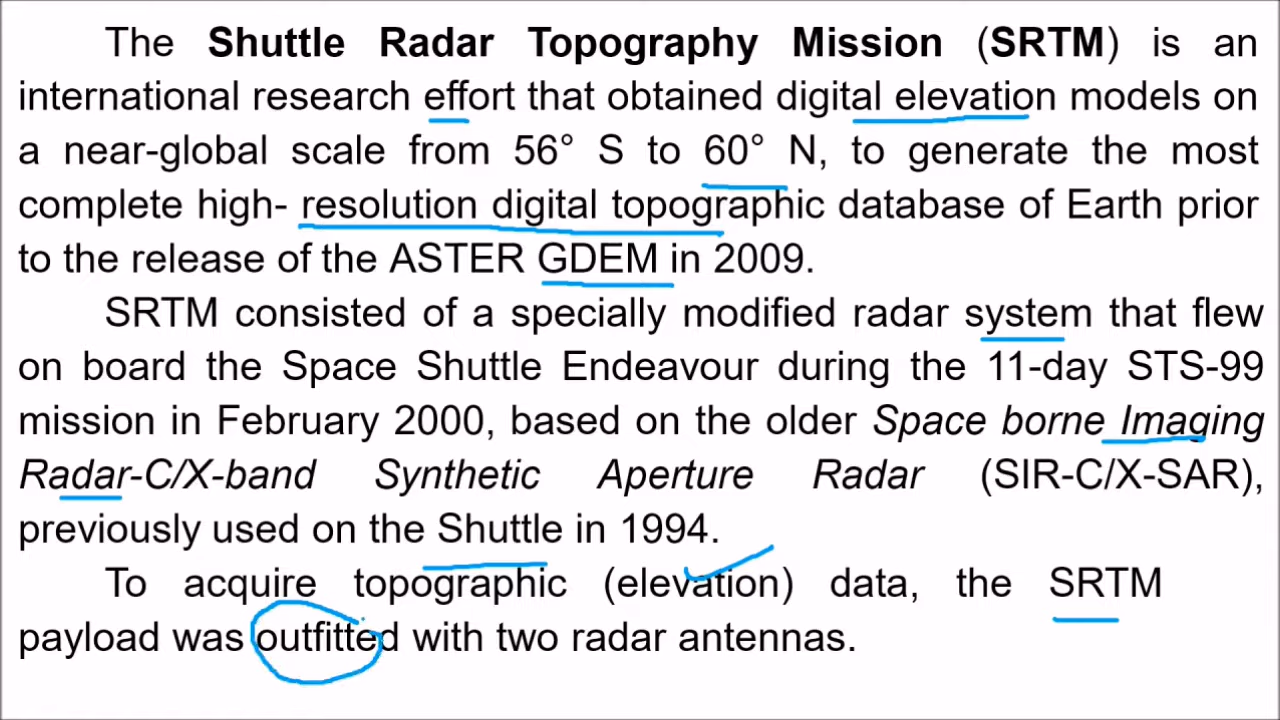 The Shuttle Radar Topography Mission (SRTM) is an
international research effort that obtained digital elevation models on
a near-global scale from 56° S to 60° N, to generate the most
complete high- resolution digital topographic database of Earth prior
to the release of the ASTER GDEM in 2009.
SRTM consisted of a specially modified radar system that flew
on board the Space Shuttle Endeavour during the 11-day STS-99
mission in February 2000, based on the older Space borne Imaging
Radar-C/X-band Synthetic Aperture Radar (SIR-C/X-SAR),
previously used on the Shuttle in 1994.
To acquire topographic (elevation) data, the SRTM
payload was outfitted with two radar antennas.